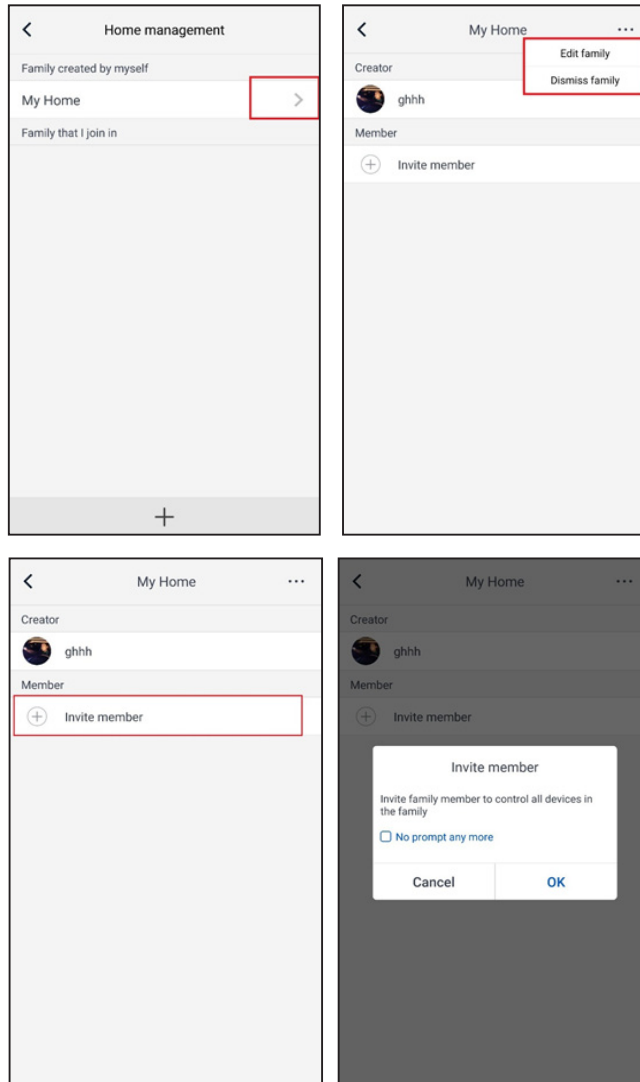 Home management
Family created by myself
My Home
Family that I join in
My Home
Edit family
Dismiss family
Creator
ghhh
Member
Invite member
My Home
Creator
ghhh
Member
Invite member
My Home
Creator
ghhh
Member
Invite member
Invite member
Invite family member to control all devices in
the family
No prompt any more
Cancel OK